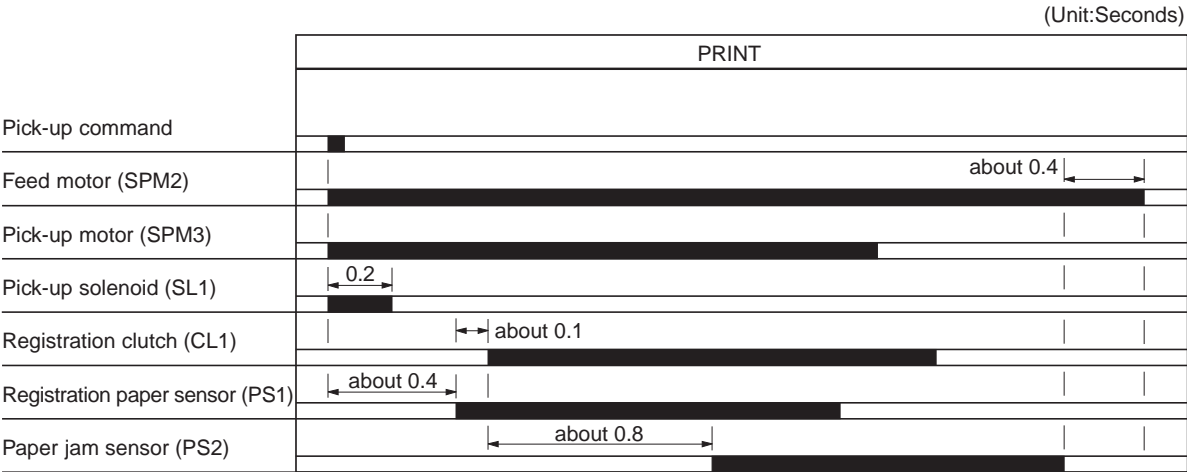 (Unit:Seconds)
PRINT
Pick-up command
Feed motor (SPM2)
about 0.4
Pick-up motor (SPM3)
Pick-up solenoid (SL1)
0.2
Registration clutch (CL1)
about 0.1
Registration paper sensor (PS1)
about 0.4
Paper jam sensor (PS2)
about 0.8